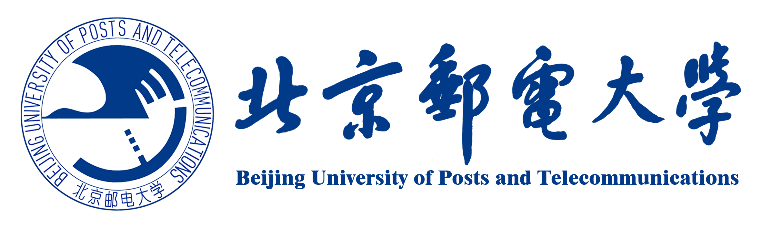 BEIJING UNIVERSITY OF POSTS AND TELECOMMUNICATIONS
北京邮电大学
北京郵電大學
Beijing University of Posts and Telecommunications